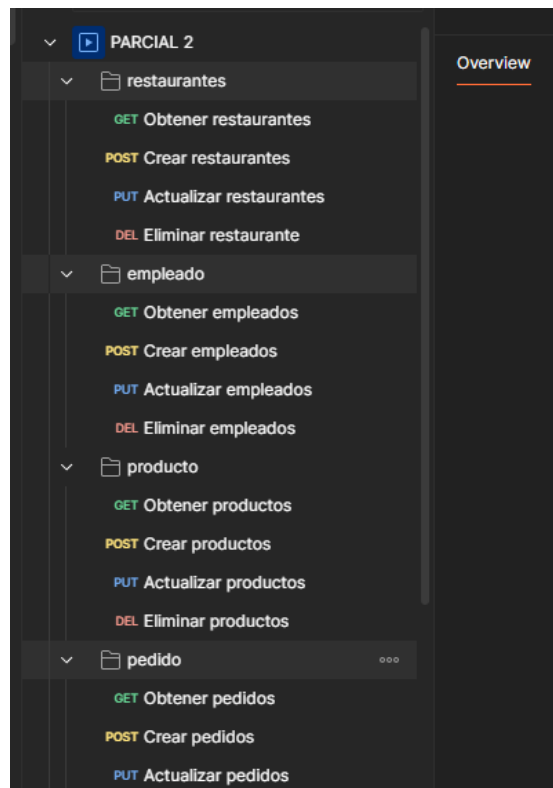 PARCIAL 2
Overview
restaurantes
GET Obtener restaurantes
POST Crear restaurantes
PUT Actualizar restaurantes
DEL Eliminar restaurante
empleado
GET Obtener empleados
POST Crear empleados
PUT Actualizar empleados
DEL Eliminar empleados
producto
GET Obtener productos
POST Crear productos
PUT Actualizar productos
DEL Eliminar productos
pedido
GET Obtener pedidos
POST Crear pedidos
PUT Actualizar pedidos